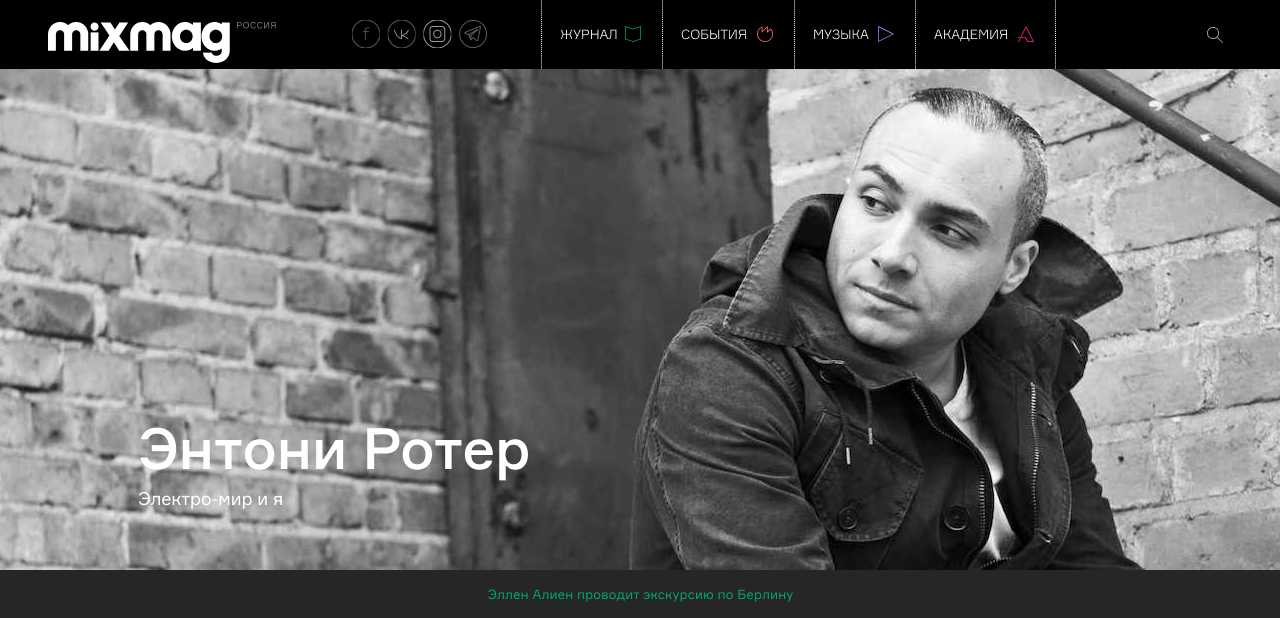 mixmag РОССИЯ
ЖУРНАЛ СОБЫТИЯ МУЗЫКА АКАДЕМИЯ
Энтони Ротер
Электро-мир и я
Эллен Алиен проводит экскурсию по Берлину